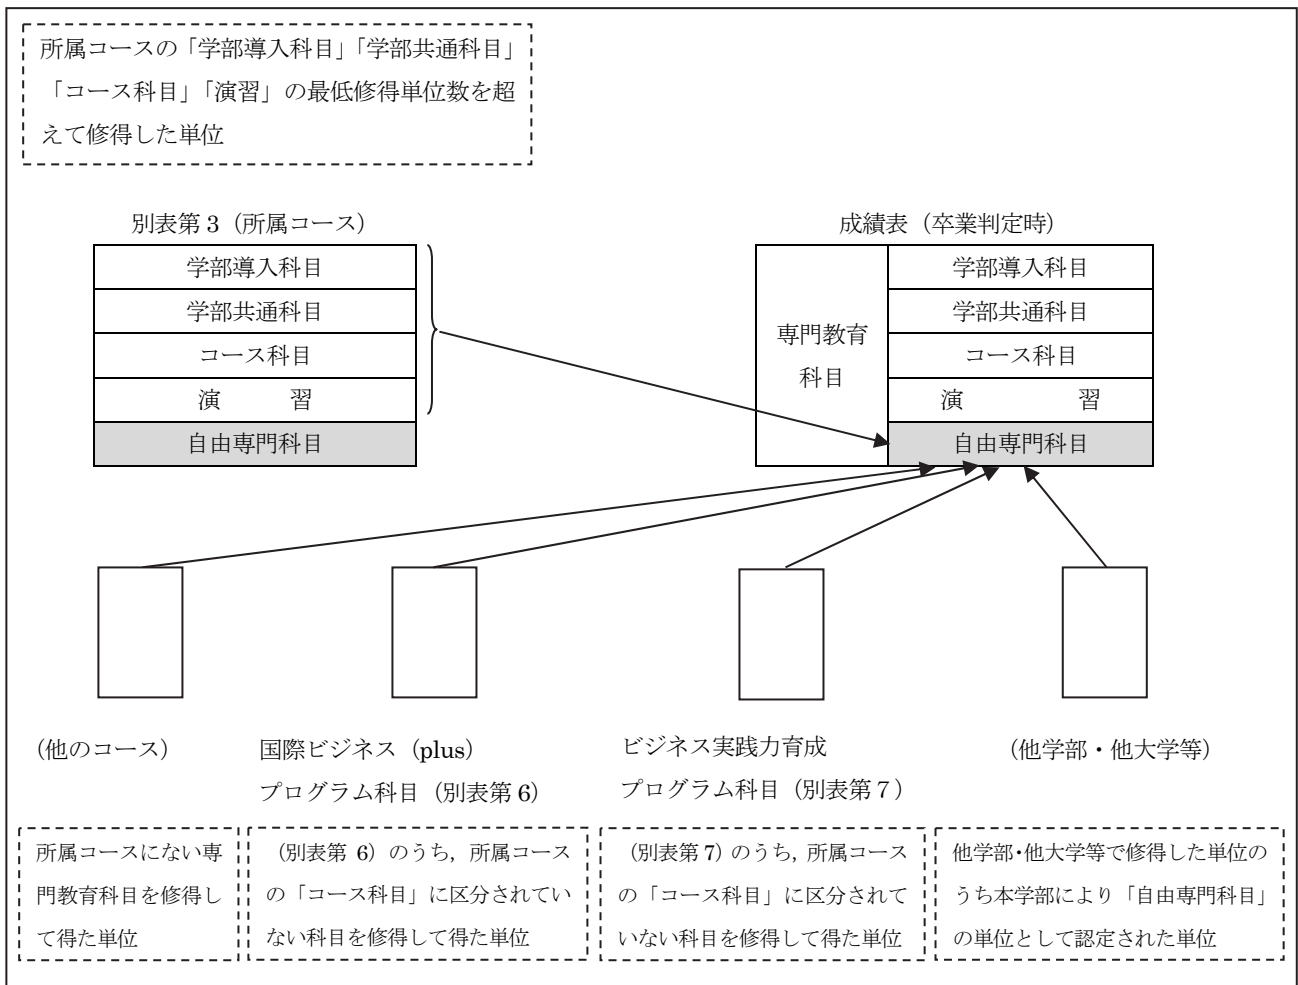 所属コースの「学部導入科目」「学部共通科目」
「コース科目」「演習」の最低修得単位数を超
えて修得した単位
別表第3（所属コース）
学部導入科目
学部共通科目
コース科目
演 習
自由専門科目
成績表（卒業判定時）
専門教育
科目
学部導入科目
学部共通科目
コース科目
演 習
自由専門科目
（他のコース）
国際ビジネス（plus）
プログラム科目（別表第6）
ビジネス実践力育成
プログラム科目（別表第７）
（他学部・他大学等）
所属コースにない専
門教育科目を修得し
て得た単位
（別表第 6）のうち，所属コース
の「コース科目」に区分されてい
ない科目を修得して得た単位
（別表第7）のうち，所属コース
の「コース科目」に区分されて
いない科目を修得して得た単位
他学部・他大学等で修得した単位の
うち本学部により「自由専門科目」
の単位として認定された単位